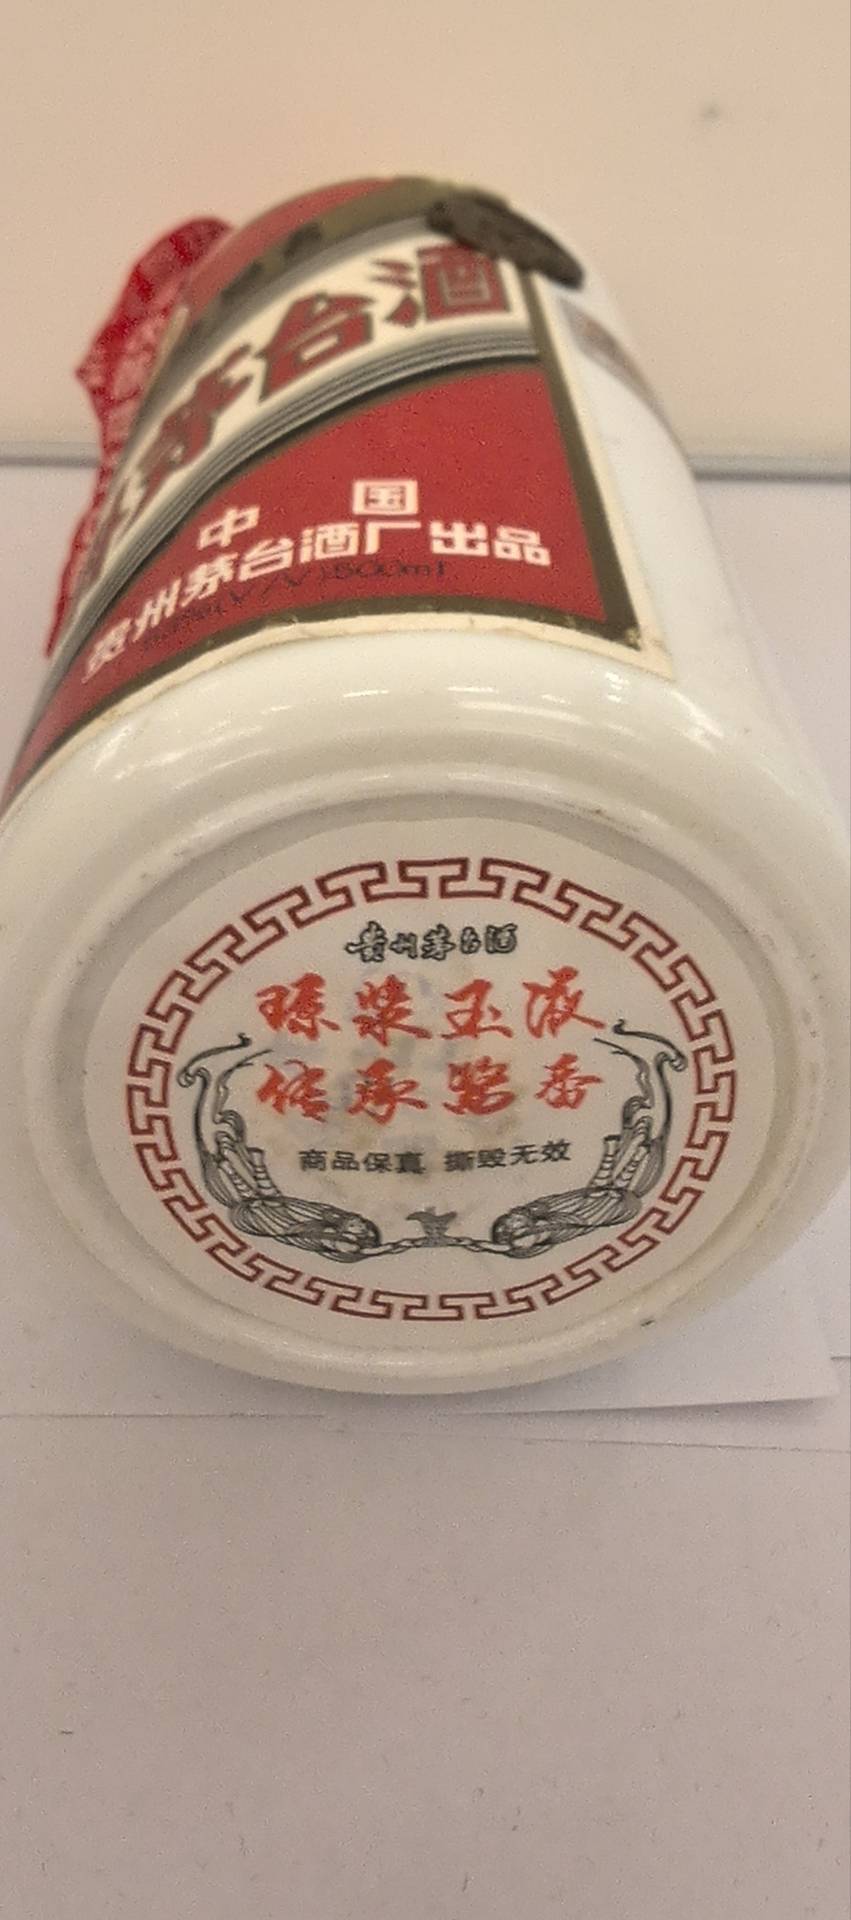 茅台酒
中国
贵州茅台酒厂出品
(V/V)500ml
贵州茅台酒
琼浆玉液
传承酱香
商品保真 撕毁无效